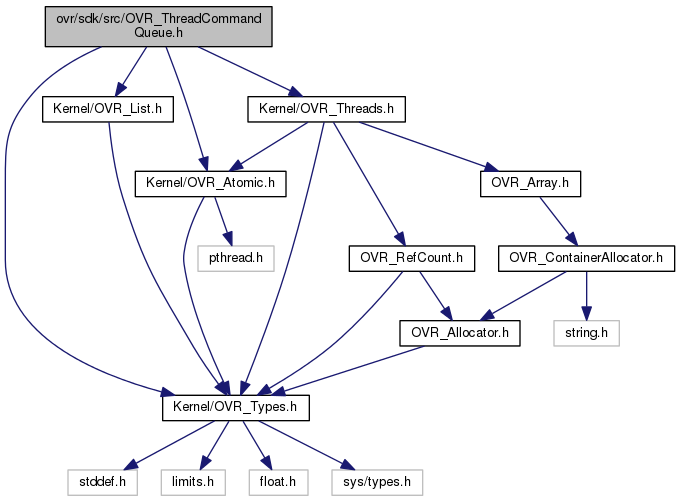 ovr/sdk/src/OVR_ThreadCommand
Queue.h
Kernel/OVR_List.h
Kernel/OVR_Threads.h
Kernel/OVR_Atomic.h
OVR_Array.h
pthread.h
OVR_RefCount.h
OVR_ContainerAllocator.h
OVR_Allocator.h
string.h
Kernel/OVR_Types.h
stddef.h
limits.h
float.h
sys/types.h